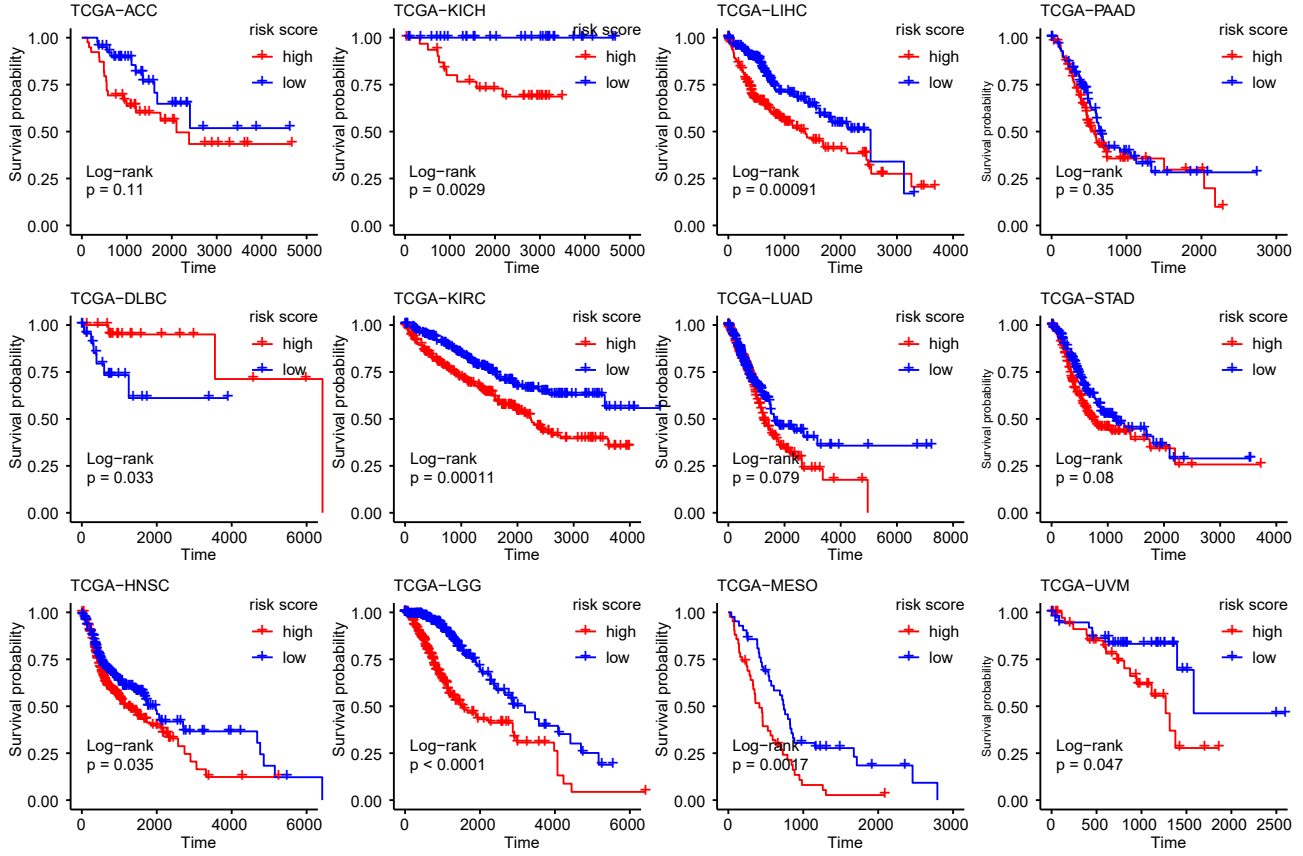 TCGA−ACC
risk score
high
low
Survival probability
1.00
0.75
0.50
0.25
0.00
Log−rank
p = 0.11
0 1000 2000 3000 4000 5000
Time
TCGA−KICH
risk score
high
low
Survival probability
1.00
0.75
0.50
0.25
0.00
Log−rank
p = 0.0029
0 1000 2000 3000 4000 5000
Time
TCGA−LIHC
risk score
high
low
Survival probability
1.00
0.75
0.50
0.25
0.00
Log−rank
p = 0.00091
0 1000 2000 3000 4000
Time
TCGA−PAAD
risk score
high
low
Survival probability
1.00
0.75
0.50
0.25
0.00
Log−rank
p = 0.35
0 1000 2000 3000
Time
TCGA−DLBC
risk score
high
low
Survival probability
1.00
0.75
0.50
0.25
0.00
Log−rank
p = 0.033
0 2000 4000 6000
Time
TCGA−KIRC
risk score
high
low
Survival probability
1.00
0.75
0.50
0.25
0.00
Log−rank
p = 0.00011
0 1000 2000 3000 4000
Time
TCGA−LUAD
risk score
high
low
Survival probability
1.00
0.75
0.50
0.25
0.00
Log−rank
p = 0.079
0 2000 4000 6000 8000
Time
TCGA−STAD
risk score
high
low
Survival probability
1.00
0.75
0.50
0.25
0.00
Log−rank
p = 0.08
0 1000 2000 3000 4000
Time
TCGA−HNSC
risk score
high
low
Survival probability
1.00
0.75
0.50
0.25
0.00
Log−rank
p = 0.035
0 2000 4000 6000
Time
TCGA−LGG
risk score
high
low
Survival probability
1.00
0.75
0.50
0.25
0.00
Log−rank
p < 0.0001
0 2000 4000 6000
Time
TCGA−MESO
risk score
high
low
Survival probability
1.00
0.75
0.50
0.25
0.00
Log−rank
p = 0.0017
0 1000 2000 3000
Time
TCGA−UVM
risk score
high
low
Survival probability
1.00
0.75
0.50
0.25
0.00
Log−rank
p = 0.047
0 500 1000 1500 2000 2500
Time